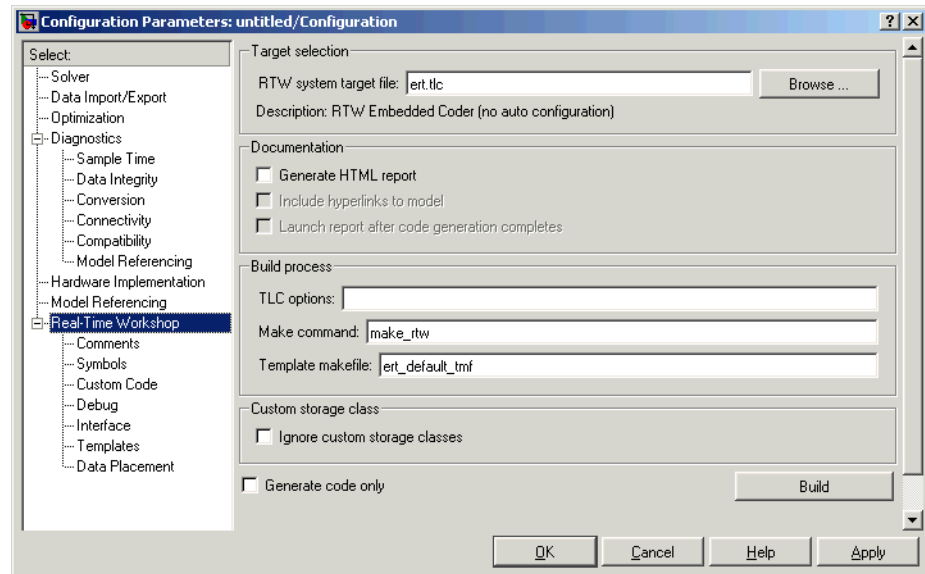 Configuration Parameters: untitled/Configuration
Select:
Solver
Data Import/Export
Optimization
Diagnostics
Sample Time
Data Integrity
Conversion
Connectivity
Compatibility
Model Referencing
Hardware Implementation
Model Referencing
Real-Time Workshop
Comments
Symbols
Custom Code
Debug
Interface
Templates
Data Placement
Target selection
RTW system target file: ert.tlc Browse ...
Description: RTW Embedded Coder (no auto configuration)
Documentation
Generate HTML report
Include hyperlinks to model
Launch report after code generation completes
Build process
TLC options:
Make command: make_rtw
Template makefile: ert_default_tmf
Custom storage class
Ignore custom storage classes
Generate code only Build
OK Cancel Help Apply